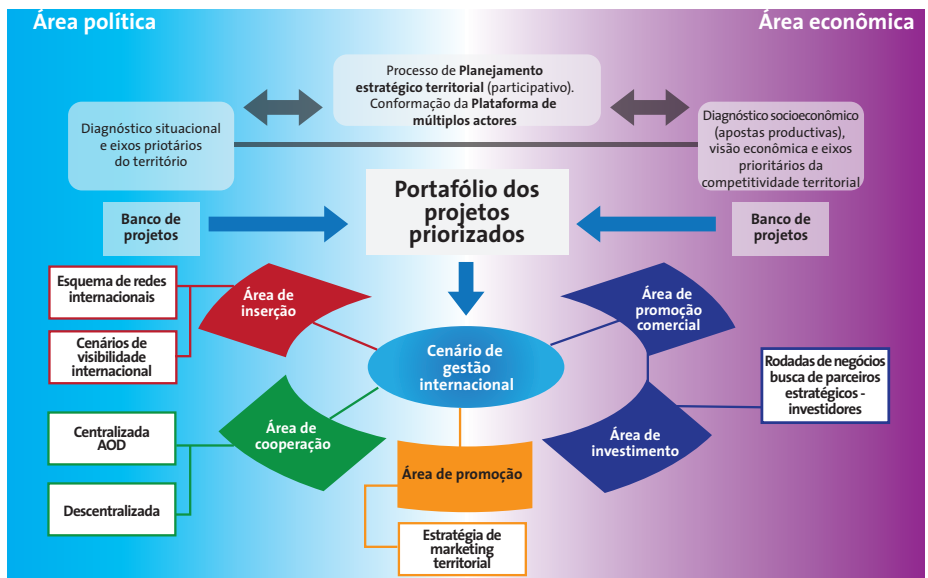 Área política
Área econômica
Processo de Planejamento
estratégico territorial (participativo).
Conformação da Plataforma de
múltiplos actores
Diagnóstico situacional
e eixos priotários
do território
Diagnóstico socioeconômico
(apostas productivas),
visão econômica e eixos
prioritários da
competitividade territorial
Portafólio dos
projetos
priorizados
Banco de
projetos
Banco de
projetos
Esquema de redes
internacionais
Cenários de
visibilidade
internacional
Área de
inserção
Área de
promoção
comercial
Cenário de
gestão
internacional
Rodadas de negócios
busca de parceiros
estratégicos -
investidores
Centralizada
AOD
Descentralizada
Área de
cooperação
Área de
investimento
Área de promoção
Estratégia de
marketing
territorial